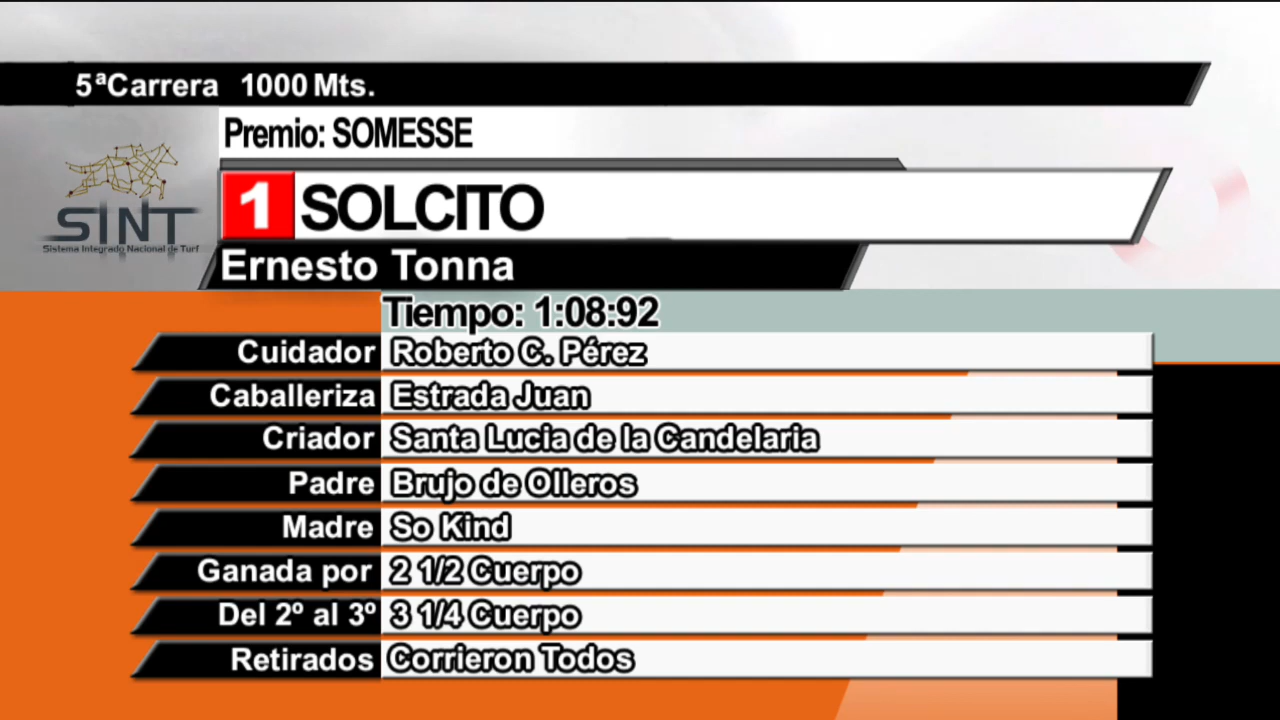 5ªCarrera 1000 Mts.
Premio: SOMESSE
1 SOLCITO
SINT
Sistema Integrado Nacional de Turf
Ernesto Tonna
Tiempo: 1:08:92
Cuidador Roberto C. Pérez
Caballeriza Estrada Juan
Criador Santa Lucia de la Candelaria
Padre Brujo de Olleros
Madre So Kind
Ganada por 2 1/2 Cuerpo
Del 2º al 3º 3 1/4 Cuerpo
Retirados Corrieron Todos